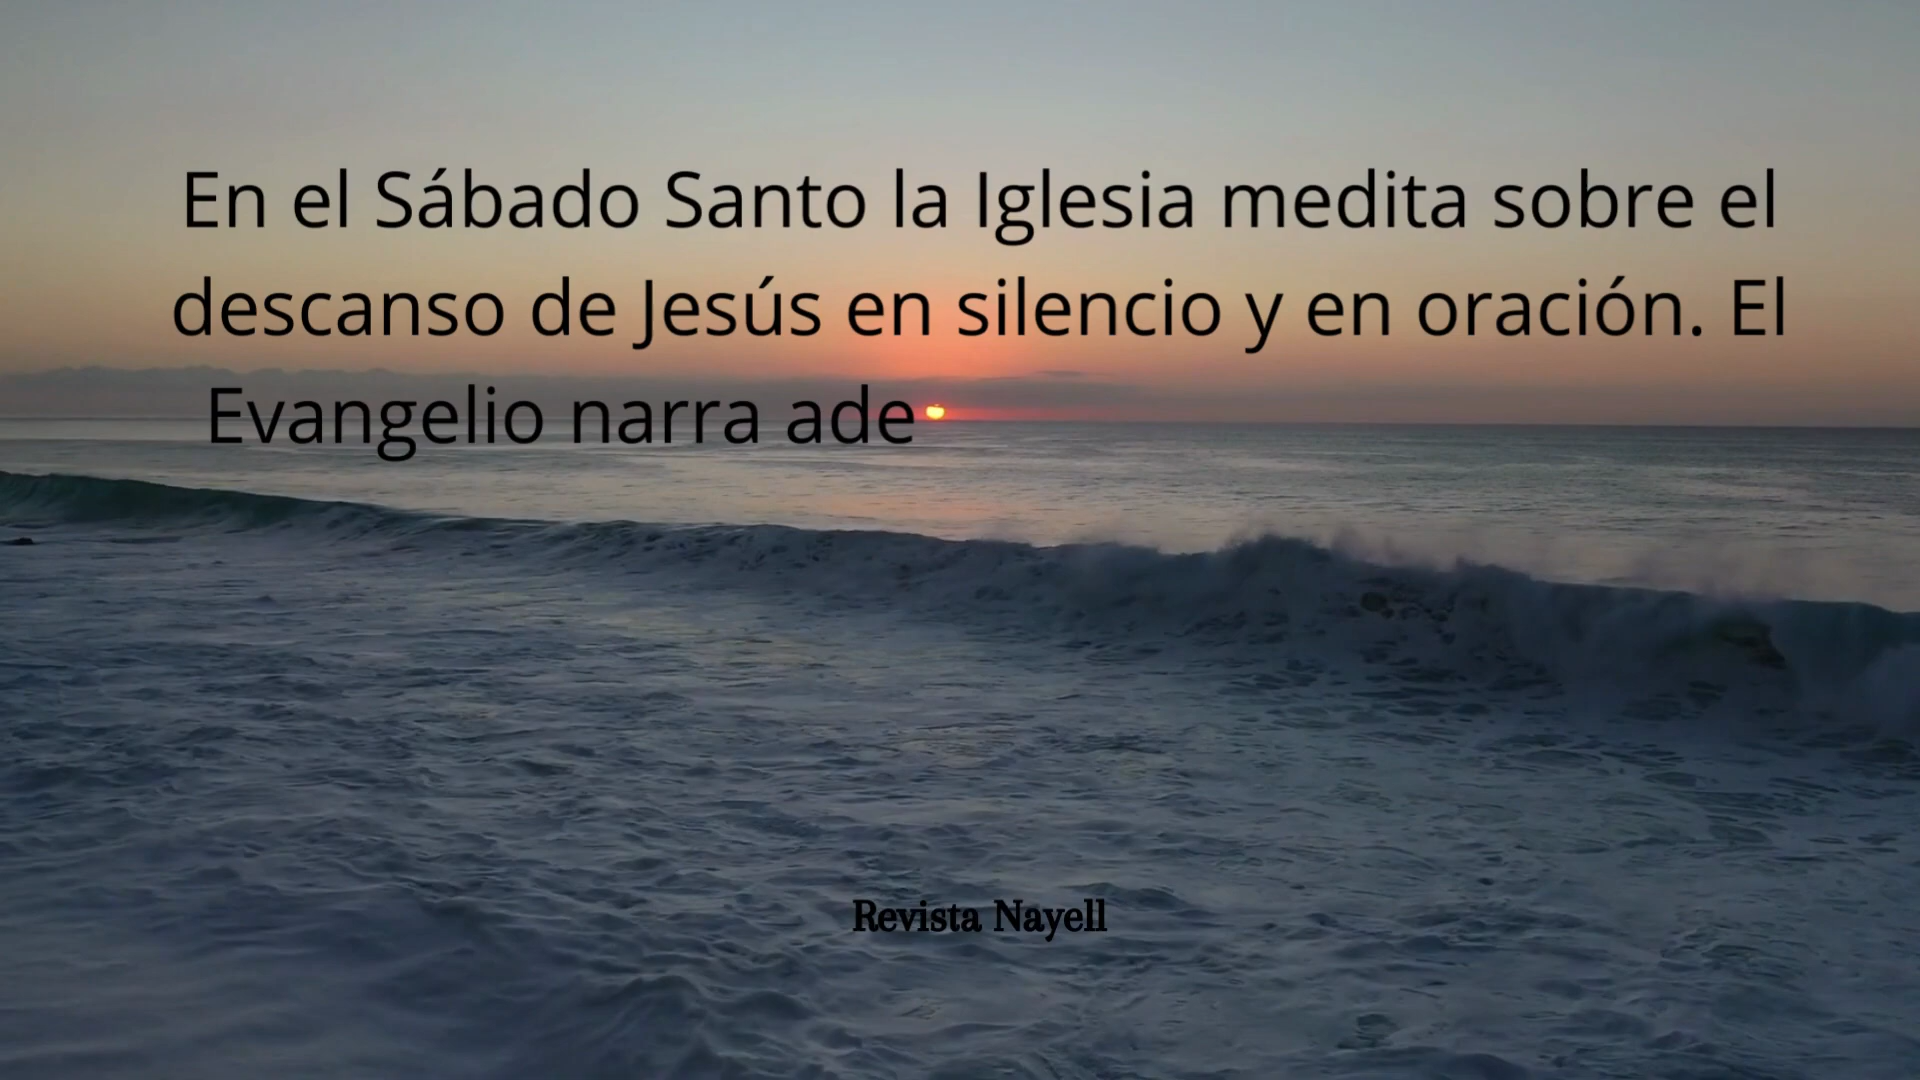 En el Sábado Santo la Iglesia medita sobre el
descanso de Jesús en silencio y en oración. El
Evangelio narra ade
Revista Nayell